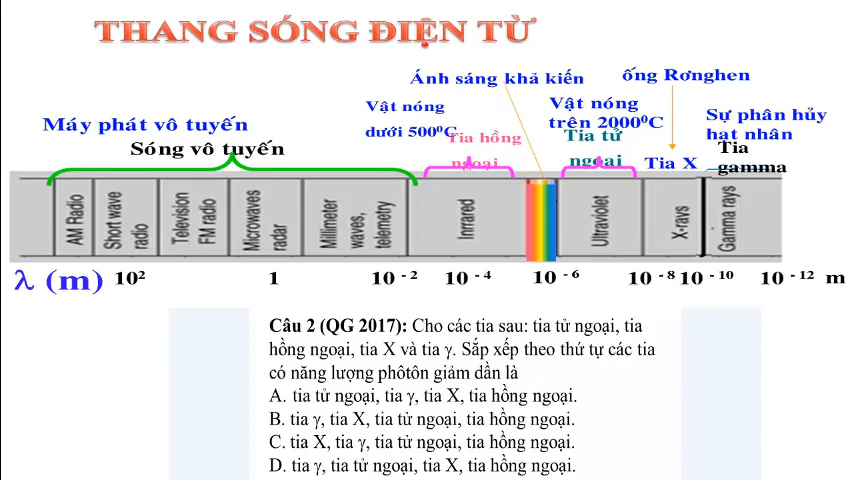 THANG SÓNG ĐIỆN TỪ
Ánh sáng khả kiến
ống Rơnghen
Vật nóng
dưới 500⁰C
Vật nóng
trên 2000⁰C
Sự phân hủy
hạt nhân
Máy phát vô tuyến
Sóng vô tuyến
Tia hồng
ngoại
Tia tử
ngoại
Tia X
Tia
gamma
AM Radio
Short wave
radio
Television
FM radio
Microwaves
radar
Millimeter
waves,
telemetry
Inrrared
Ultraviolet
X-rays
Gamma rays
λ (m) 10² 1 10⁻² 10⁻⁴ 10⁻⁶ 10⁻⁸ 10⁻¹⁰ 10⁻¹² m
Câu 2 (QG 2017): Cho các tia sau: tia tử ngoại, tia
hồng ngoại, tia X và tia γ. Sắp xếp theo thứ tự các tia
có năng lượng phôtôn giảm dần là
A. tia tử ngoại, tia γ, tia X, tia hồng ngoại.
B. tia γ, tia X, tia tử ngoại, tia hồng ngoại.
C. tia X, tia γ, tia tử ngoại, tia hồng ngoại.
D. tia γ, tia tử ngoại, tia X, tia hồng ngoại.